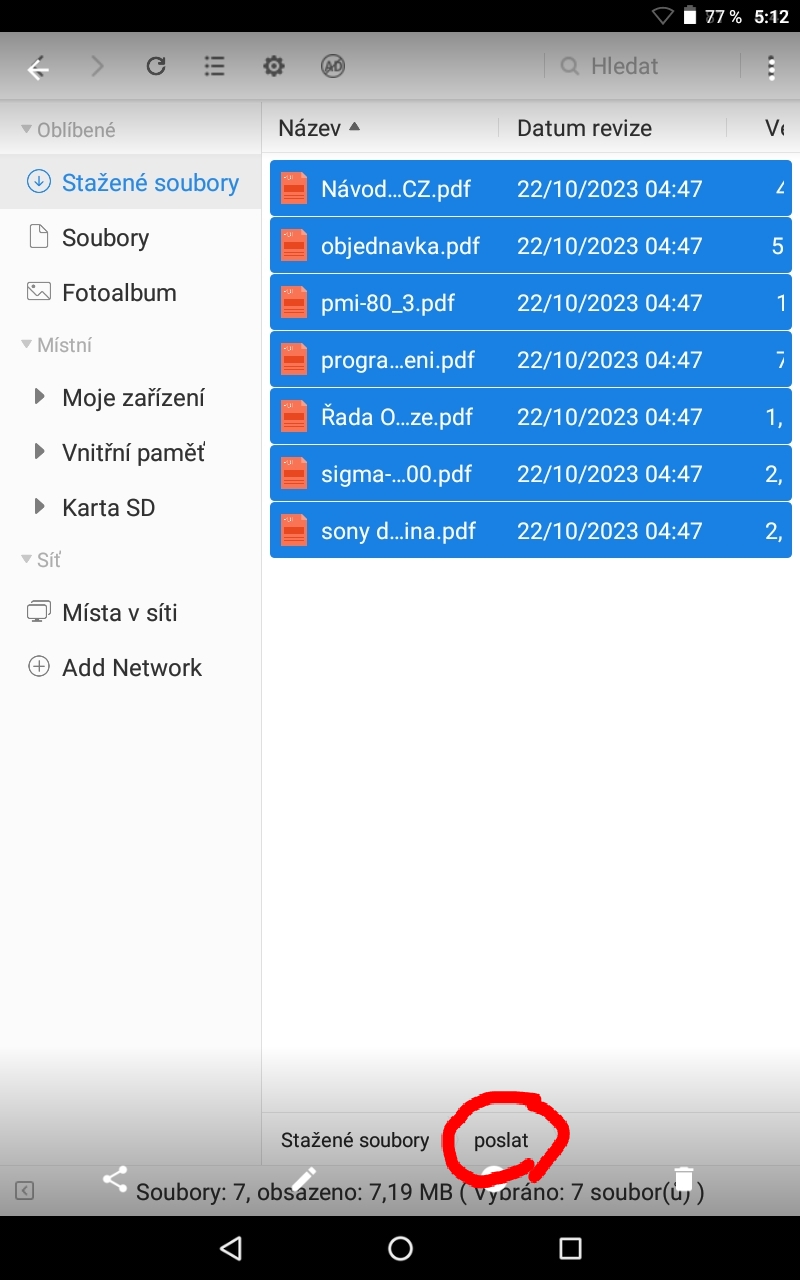 77 % 5:12
AD Hledat
Oblíbené
Stažené soubory
Soubory
Fotoalbum
Místní
Moje zařízení
Vnitřní paměť
Karta SD
Síť
Místa v síti
Add Network
Název Datum revize
Návod...CZ.pdf 22/10/2023 04:47 4
objednavka.pdf 22/10/2023 04:47 5
pmi-80_3.pdf 22/10/2023 04:47 1
progra...eni.pdf 22/10/2023 04:47 7
Řada O...ze.pdf 22/10/2023 04:47 1,
sigma-...00.pdf 22/10/2023 04:47 2,
sony d...ina.pdf 22/10/2023 04:47 2,
Stažené soubory poslat
Soubory: 7, obsazeno: 7,19 MB ( Vybráno: 7 soubor(ů) )